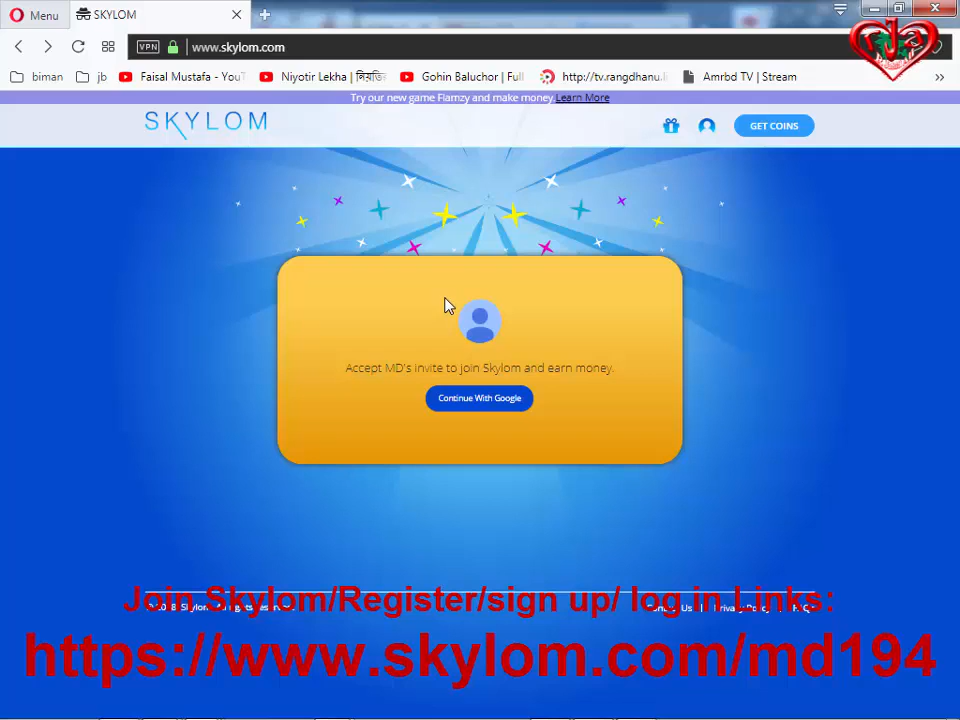 Menu
SKYLOM
VPN
www.skylom.com
biman
jb
Faisal Mustafa - YouT
Niyotir Lekha | নিয়তির
Gohin Baluchor | Full
http://tv.rangdhanu.li
Amrbd TV | Stream
Try our new game Flamzy and make money Learn More
SKYLOM
GET COINS
Accept MD's invite to join Skylom and earn money.
Continue With Google
Join Skylom/Register/sign up/ log in Links:
https://www.skylom.com/md194